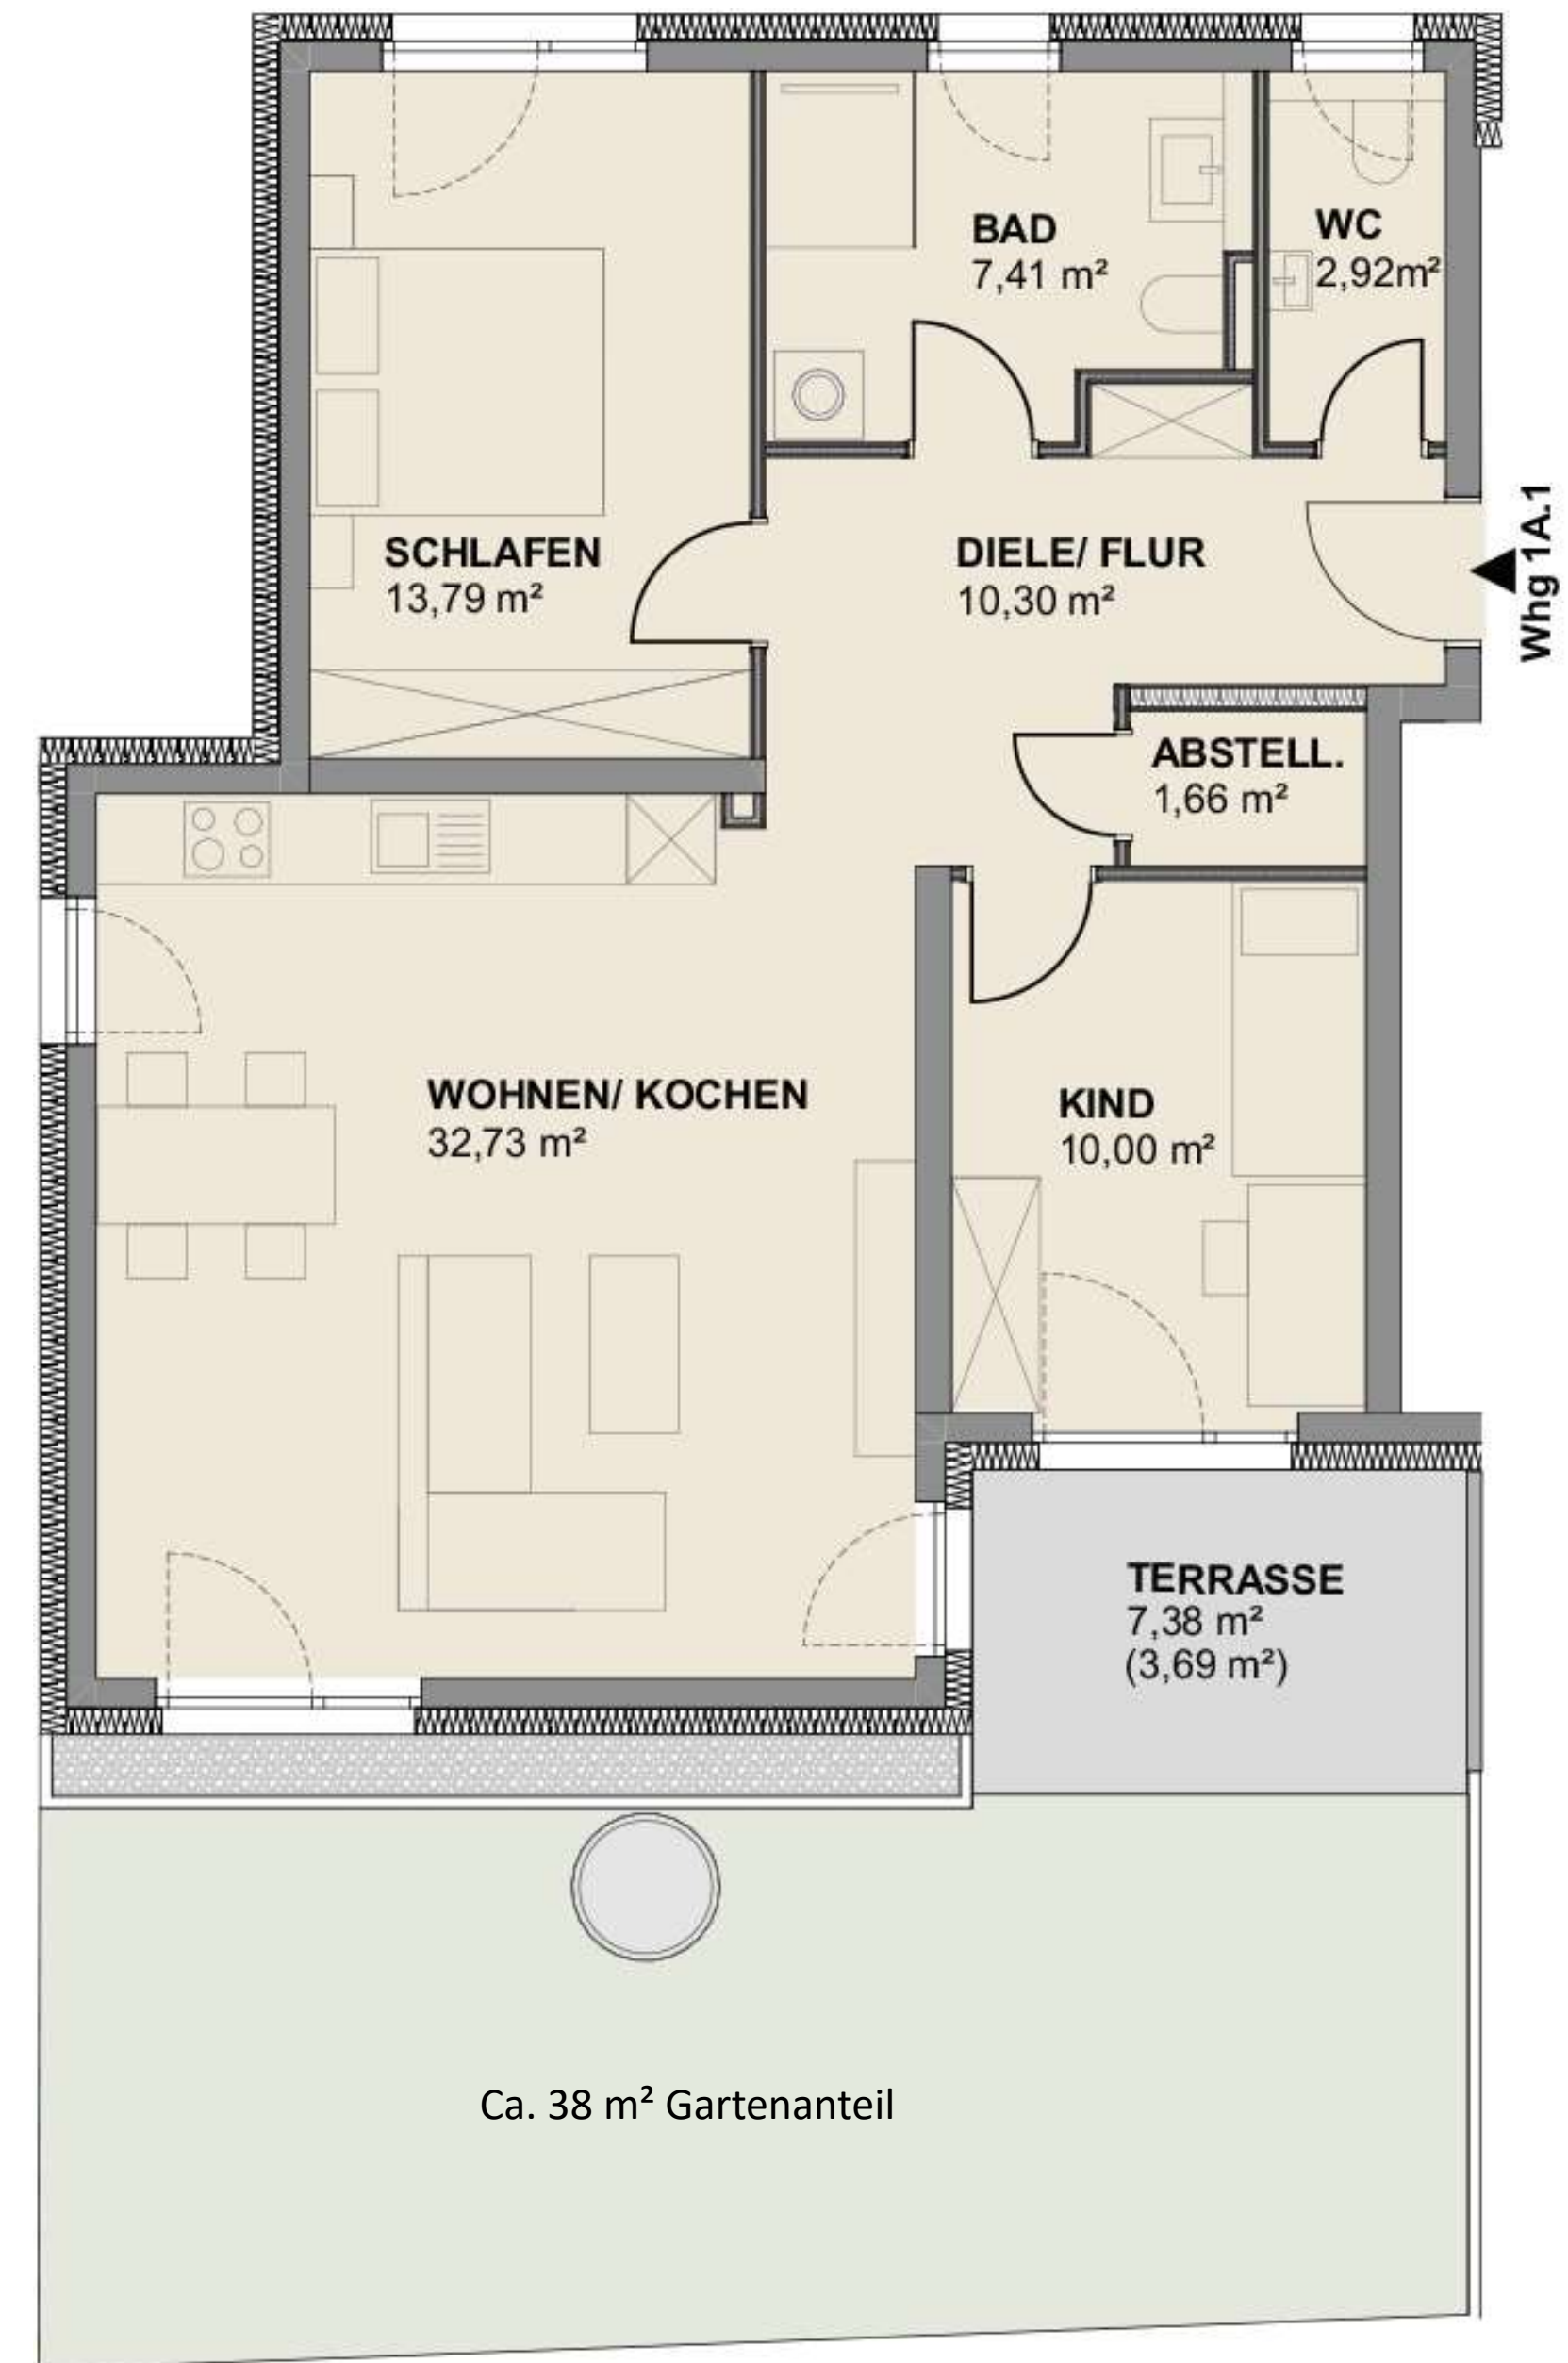 BAD
7,41 m²
WC
2,92m²
SCHLAFEN
13,79 m²
DIELE/ FLUR
10,30 m²
Whg 1A.1
ABSTELL.
1,66 m²
WOHNEN/ KOCHEN
32,73 m²
KIND
10,00 m²
TERRASSE
7,38 m²
(3,69 m²)
Ca. 38 m² Gartenanteil